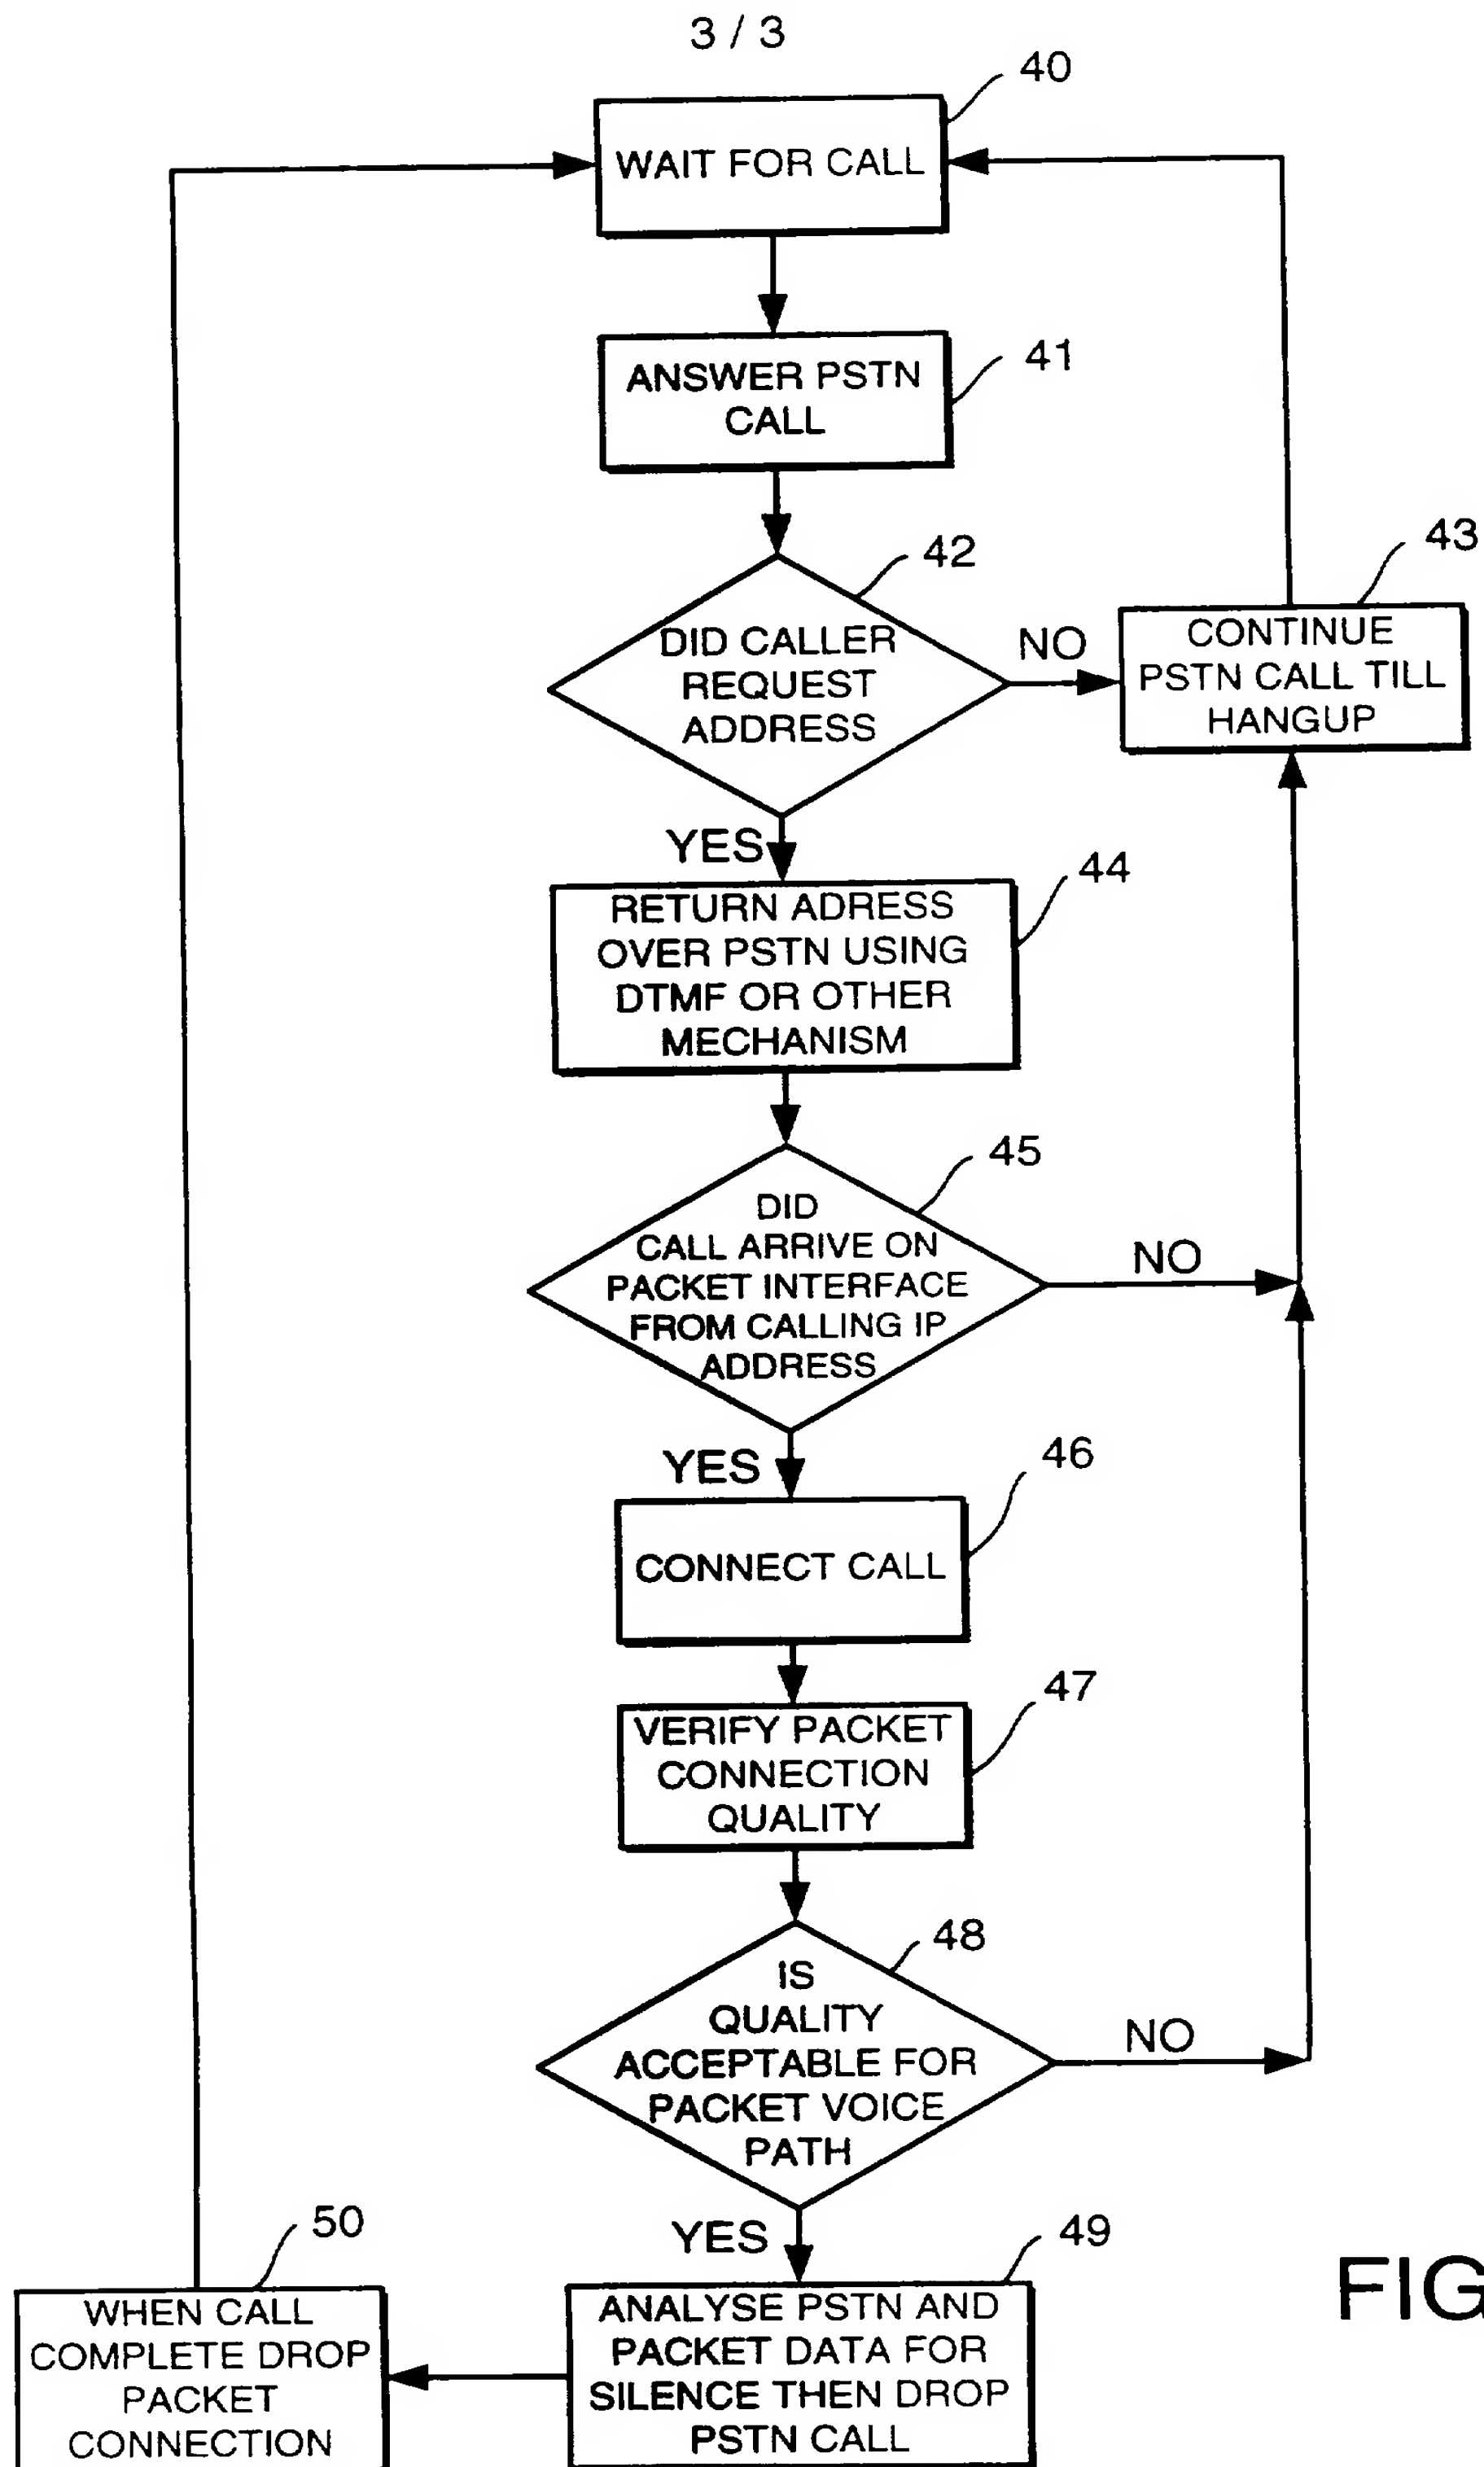 3 / 3
40
WAIT FOR CALL
41
ANSWER PSTN
CALL
42
DID CALLER
REQUEST
ADDRESS
NO
43
CONTINUE
PSTN CALL TILL
HANGUP
YES
44
RETURN ADRESS
OVER PSTN USING
DTMF OR OTHER
MECHANISM
45
DID
CALL ARRIVE ON
PACKET INTERFACE
FROM CALLING IP
ADDRESS
NO
YES
46
CONNECT CALL
47
VERIFY PACKET
CONNECTION
QUALITY
48
IS
QUALITY
ACCEPTABLE FOR
PACKET VOICE
PATH
NO
YES
49
ANALYSE PSTN AND
PACKET DATA FOR
SILENCE THEN DROP
PSTN CALL
50
WHEN CALL
COMPLETE DROP
PACKET
CONNECTION
FIG